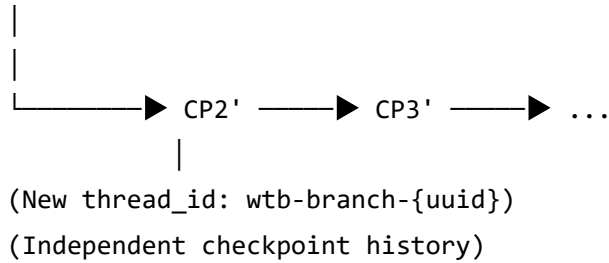 │
│
└─────────▶ CP2' ─────▶ CP3' ─────▶ ...
│
(New thread_id: wtb-branch-{uuid})
(Independent checkpoint history)